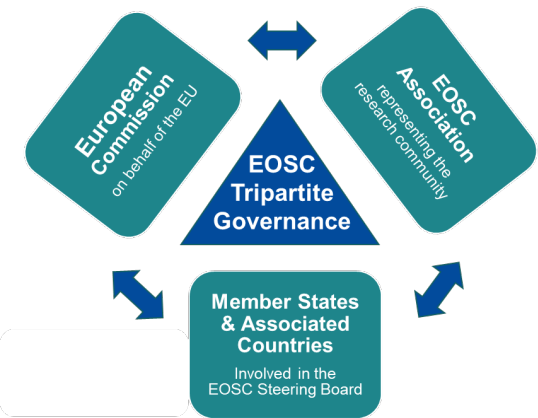 European
Commission
on behalf of the EU
EOSC
Association
representing the
research community
EOSC
Tripartite
Governance
Member States
& Associated
Countries
Involved in the
EOSC Steering Board